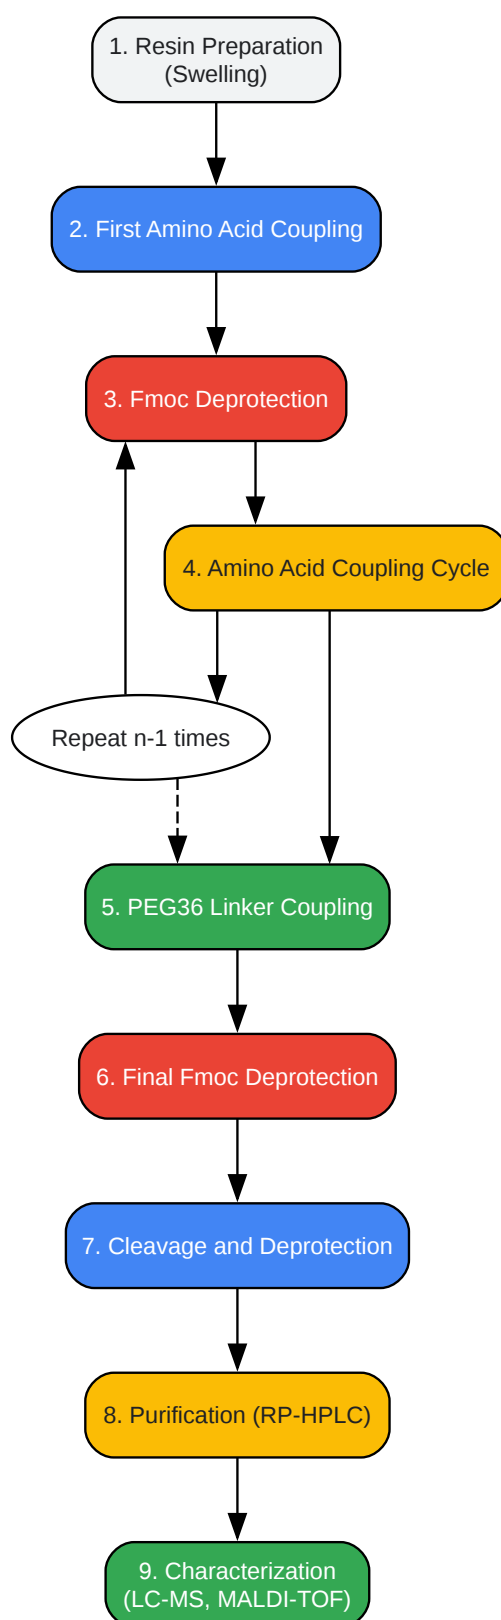 1. Resin Preparation
(Swelling)
2. First Amino Acid Coupling
3. Fmoc Deprotection
4. Amino Acid Coupling Cycle
Repeat n-1 times
5. PEG36 Linker Coupling
6. Final Fmoc Deprotection
7. Cleavage and Deprotection
8. Purification (RP-HPLC)
9. Characterization
(LC-MS, MALDI-TOF)